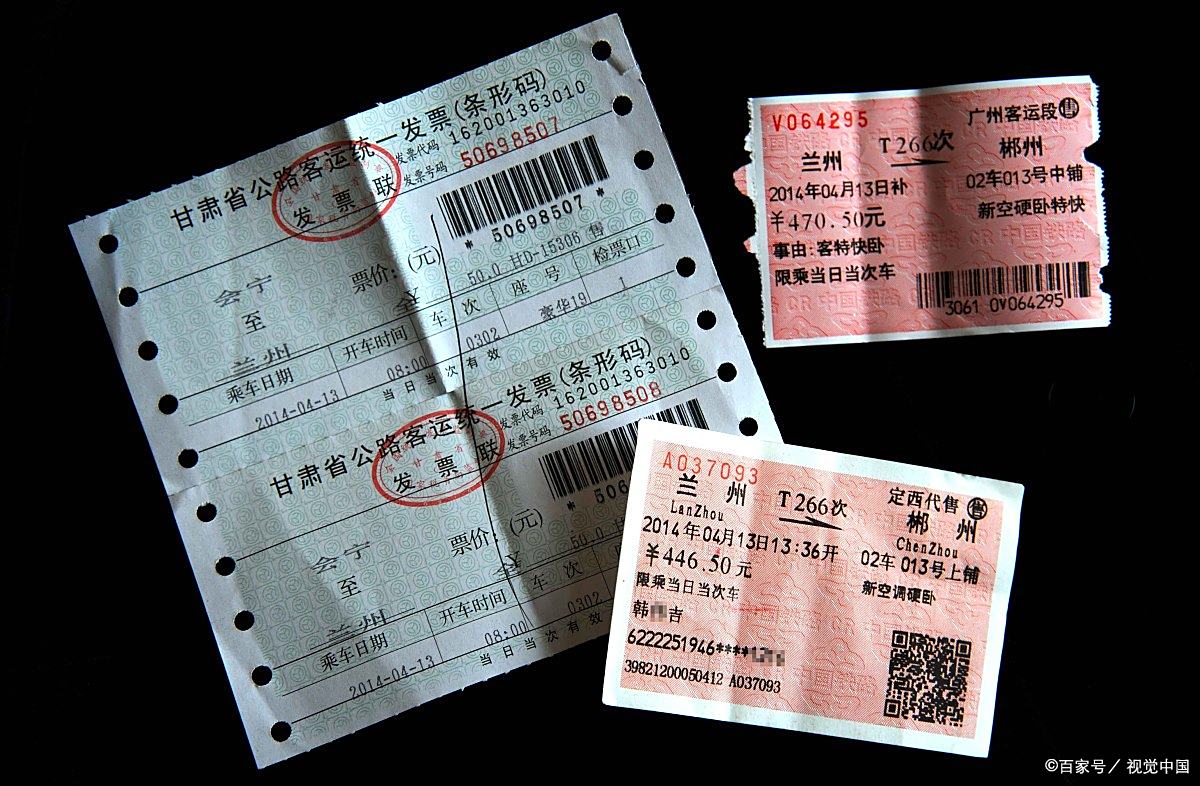 甘肃省公路客运统一发票(条形码)
发票联
发票代码 162001363010
发票号码 50698507
* 50698507 *
会宁
至
兰州
票价:
(元)
全
50.0 甘D-15306 售
乘车日期
开车时间
车 次
座 号
检票口
2014-04-13
08:00
0302
豪华19
1
当日当次有效
甘肃省公路客运统一发票(条形码)
发票联
发票代码 162001363010
发票号码 50698508
* 506
会宁
至
兰州
票价:
(元)
全
50.0 甘
乘车日期
开车时间
车 次
2014-04-13
08:00
0302
当日当次有效
V064295
广州客运段售
兰州 T266次 郴州
2014年04月13日补 02车013号中铺
¥470.50元 新空硬卧特快
事由:客特快卧
限乘当日当次车
3061 0V064295
A037093
定西代售 售
兰 州 T266次 郴 州
LanZhou ChenZhou
2014年04月13日13:36开 02车 013号上铺
¥446.50元 新空调硬卧
限乘当日当次车
韩 吉
6222251946****
39821200050412 A037093
©百家号／视觉中国